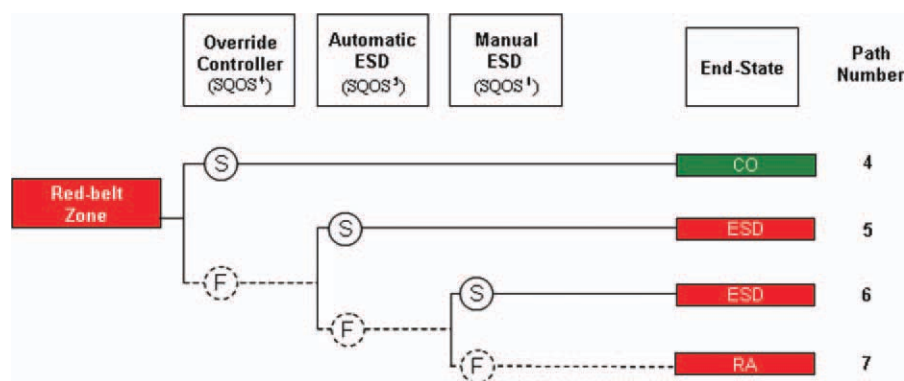 Override
Controller
(SQOS⁴)
Automatic
ESD
(SQOS³)
Manual
ESD
(SQOS¹)
End-State
Path
Number
S
CO
4
Red-belt
Zone
S
ESD
5
F
S
ESD
6
F
F
RA
7